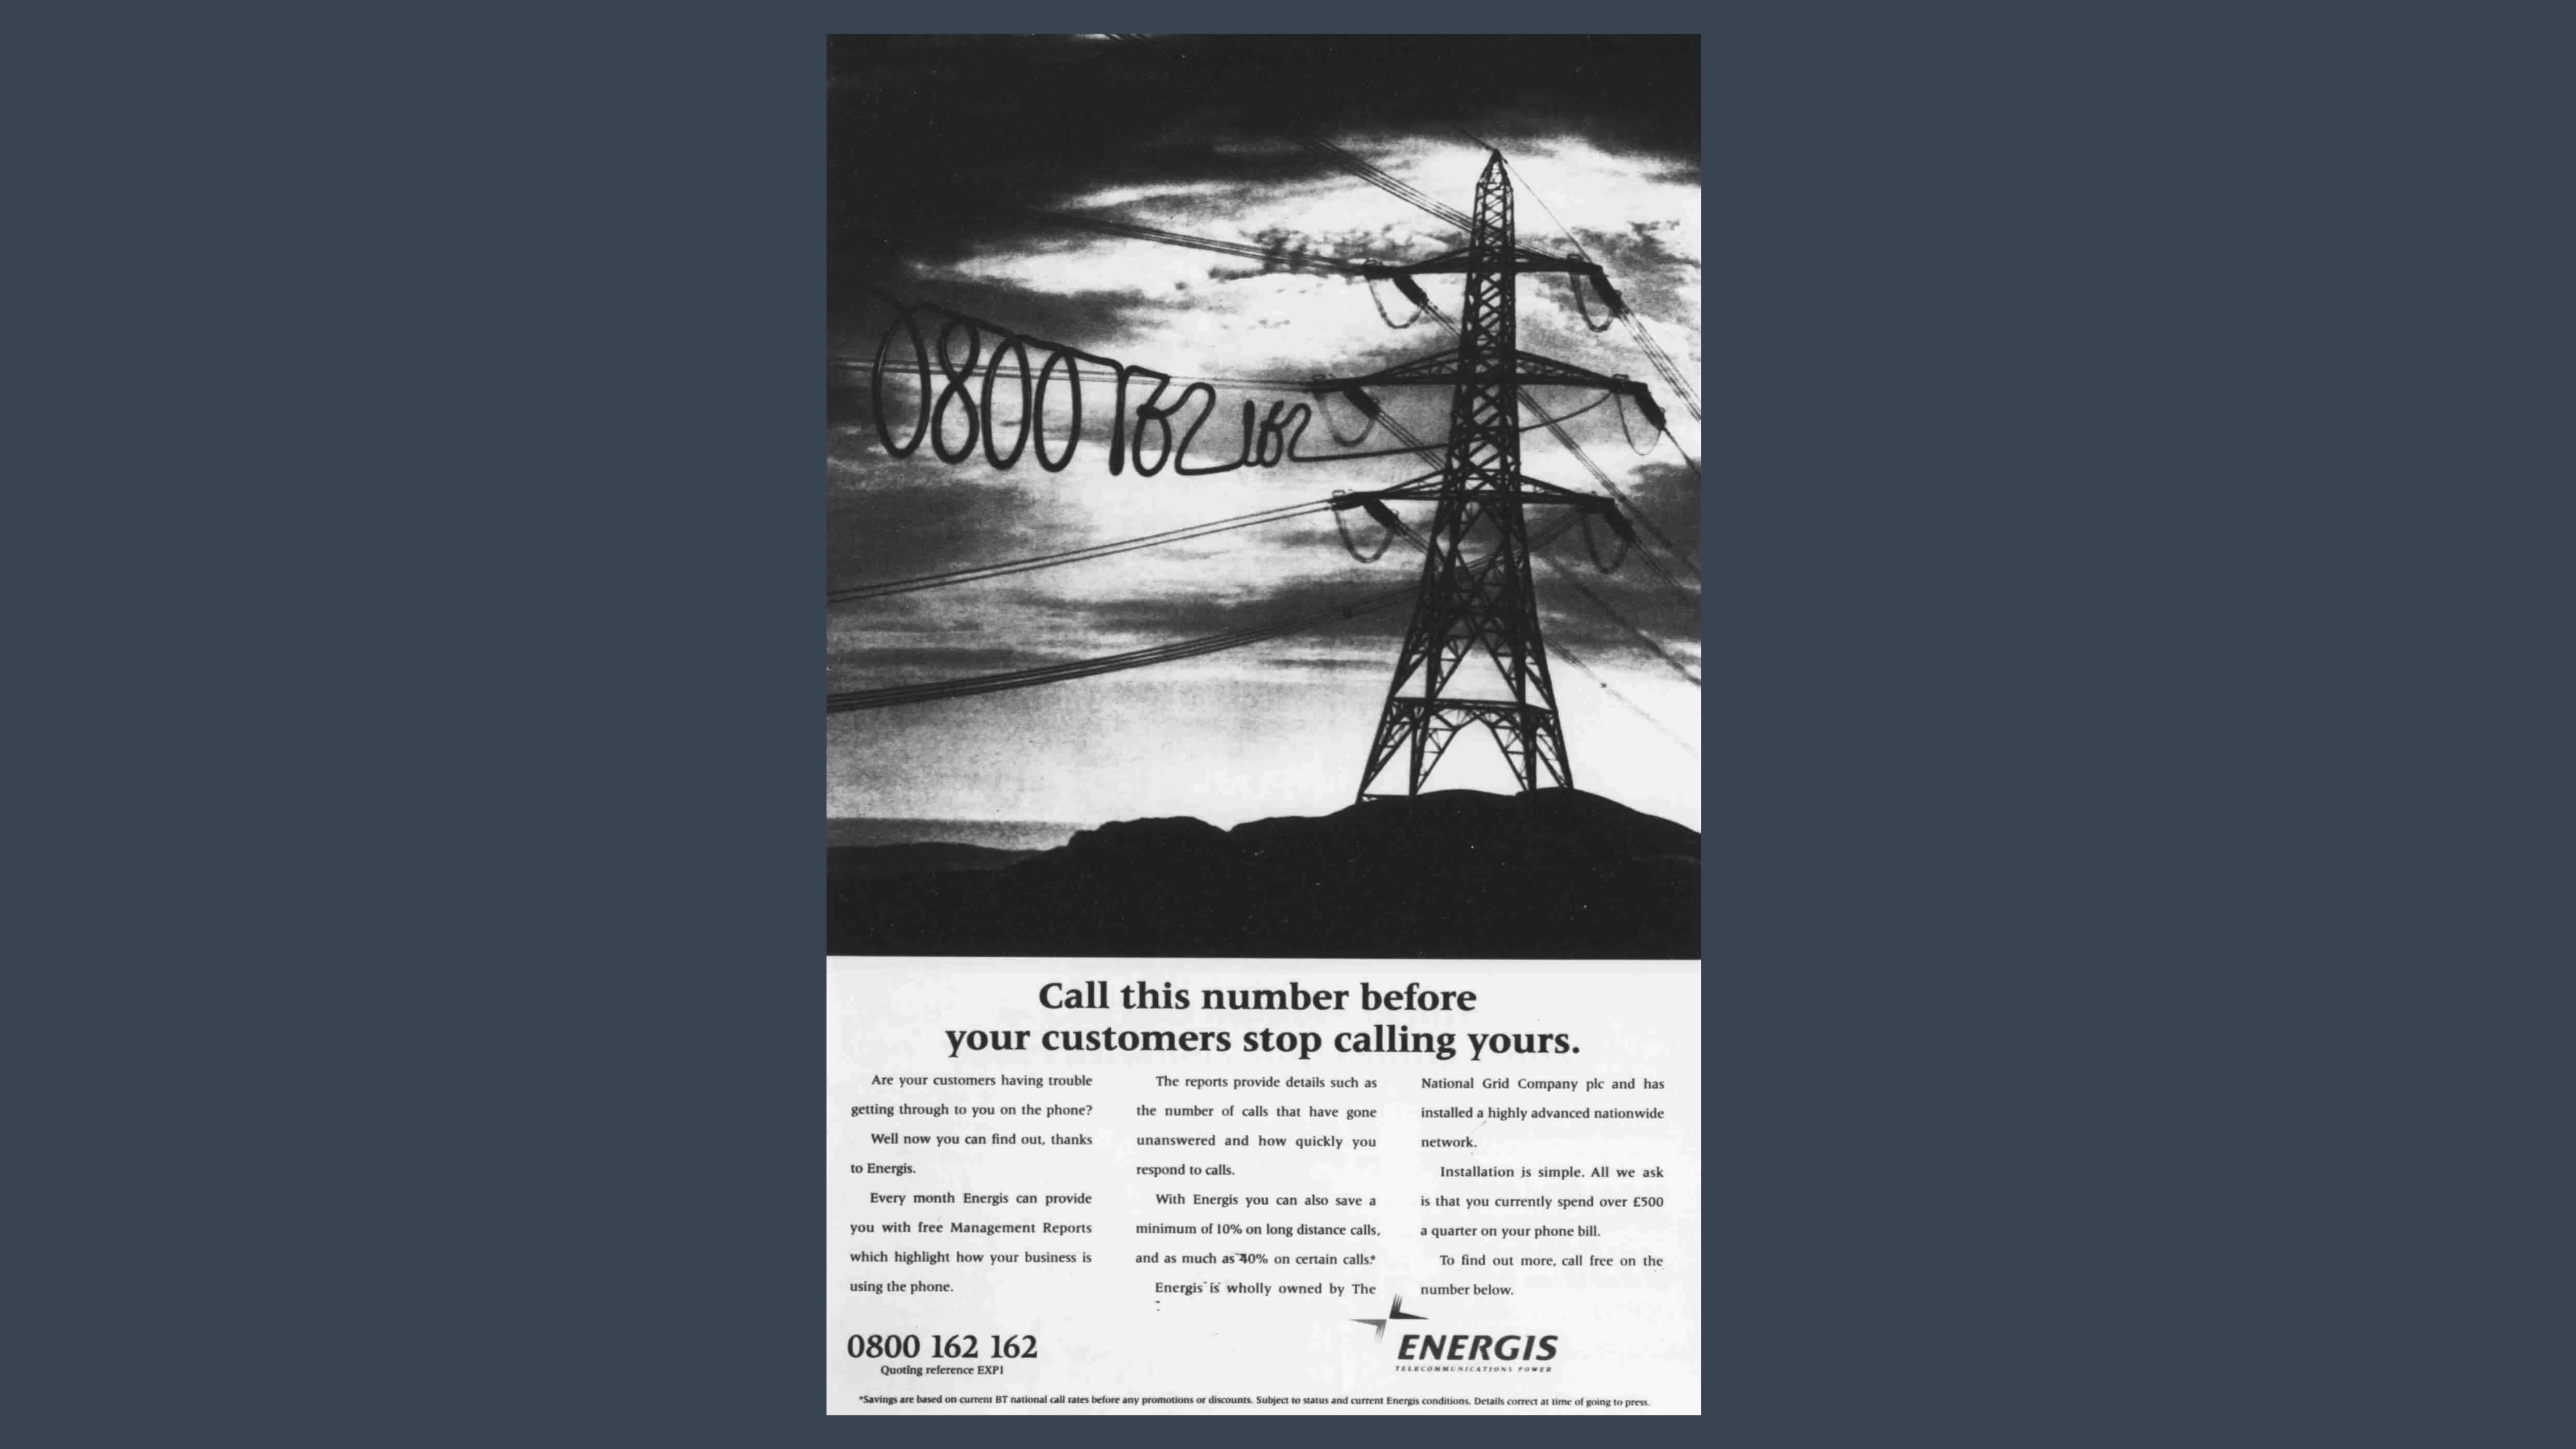 0800 162 162
Call this number before
your customers stop calling yours.
Are your customers having trouble
getting through to you on the phone?
Well now you can find out, thanks
to Energis.
Every month Energis can provide
you with free Management Reports
which highlight how your business is
using the phone.
The reports provide details such as
the number of calls that have gone
unanswered and how quickly you
respond to calls.
With Energis you can also save a
minimum of 10% on long distance calls,
and as much as 40% on certain calls.*
Energis is wholly owned by The
National Grid Company plc and has
installed a highly advanced nationwide
network.
Installation is simple. All we ask
is that you currently spend over £500
a quarter on your phone bill.
To find out more, call free on the
number below.
0800 162 162
Quoting reference EXP1
ENERGIS
TELECOMMUNICATIONS POWER
*Savings are based on current BT national call rates before any promotions or discounts. Subject to status and current Energis conditions. Details correct at time of going to press.